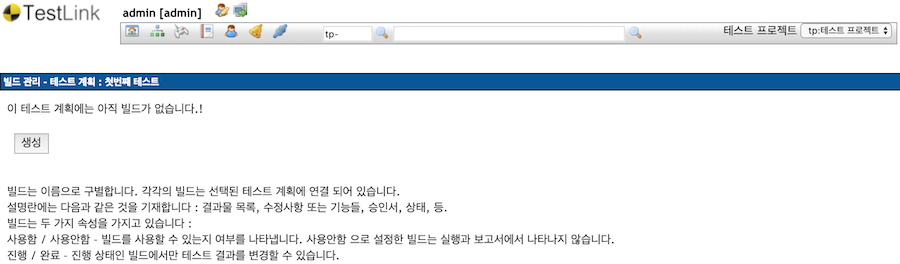 TestLink
admin [admin]
tp-
테스트 프로젝트 tp:테스트 프로젝트
빌드 관리 - 테스트 계획 : 첫번째 테스트
이 테스트 계획에는 아직 빌드가 없습니다.!
생성
빌드는 이름으로 구별합니다. 각각의 빌드는 선택된 테스트 계획에 연결 되어 있습니다.
설명란에는 다음과 같은 것을 기재합니다 : 결과물 목록, 수정사항 또는 기능들, 승인서, 상태, 등.
빌드는 두 가지 속성을 가지고 있습니다 :
사용함 / 사용안함 - 빌드를 사용할 수 있는지 여부를 나타냅니다. 사용안함 으로 설정한 빌드는 실행과 보고서에서 나타나지 않습니다.
진행 / 완료 - 진행 상태인 빌드에서만 테스트 결과를 변경할 수 있습니다.